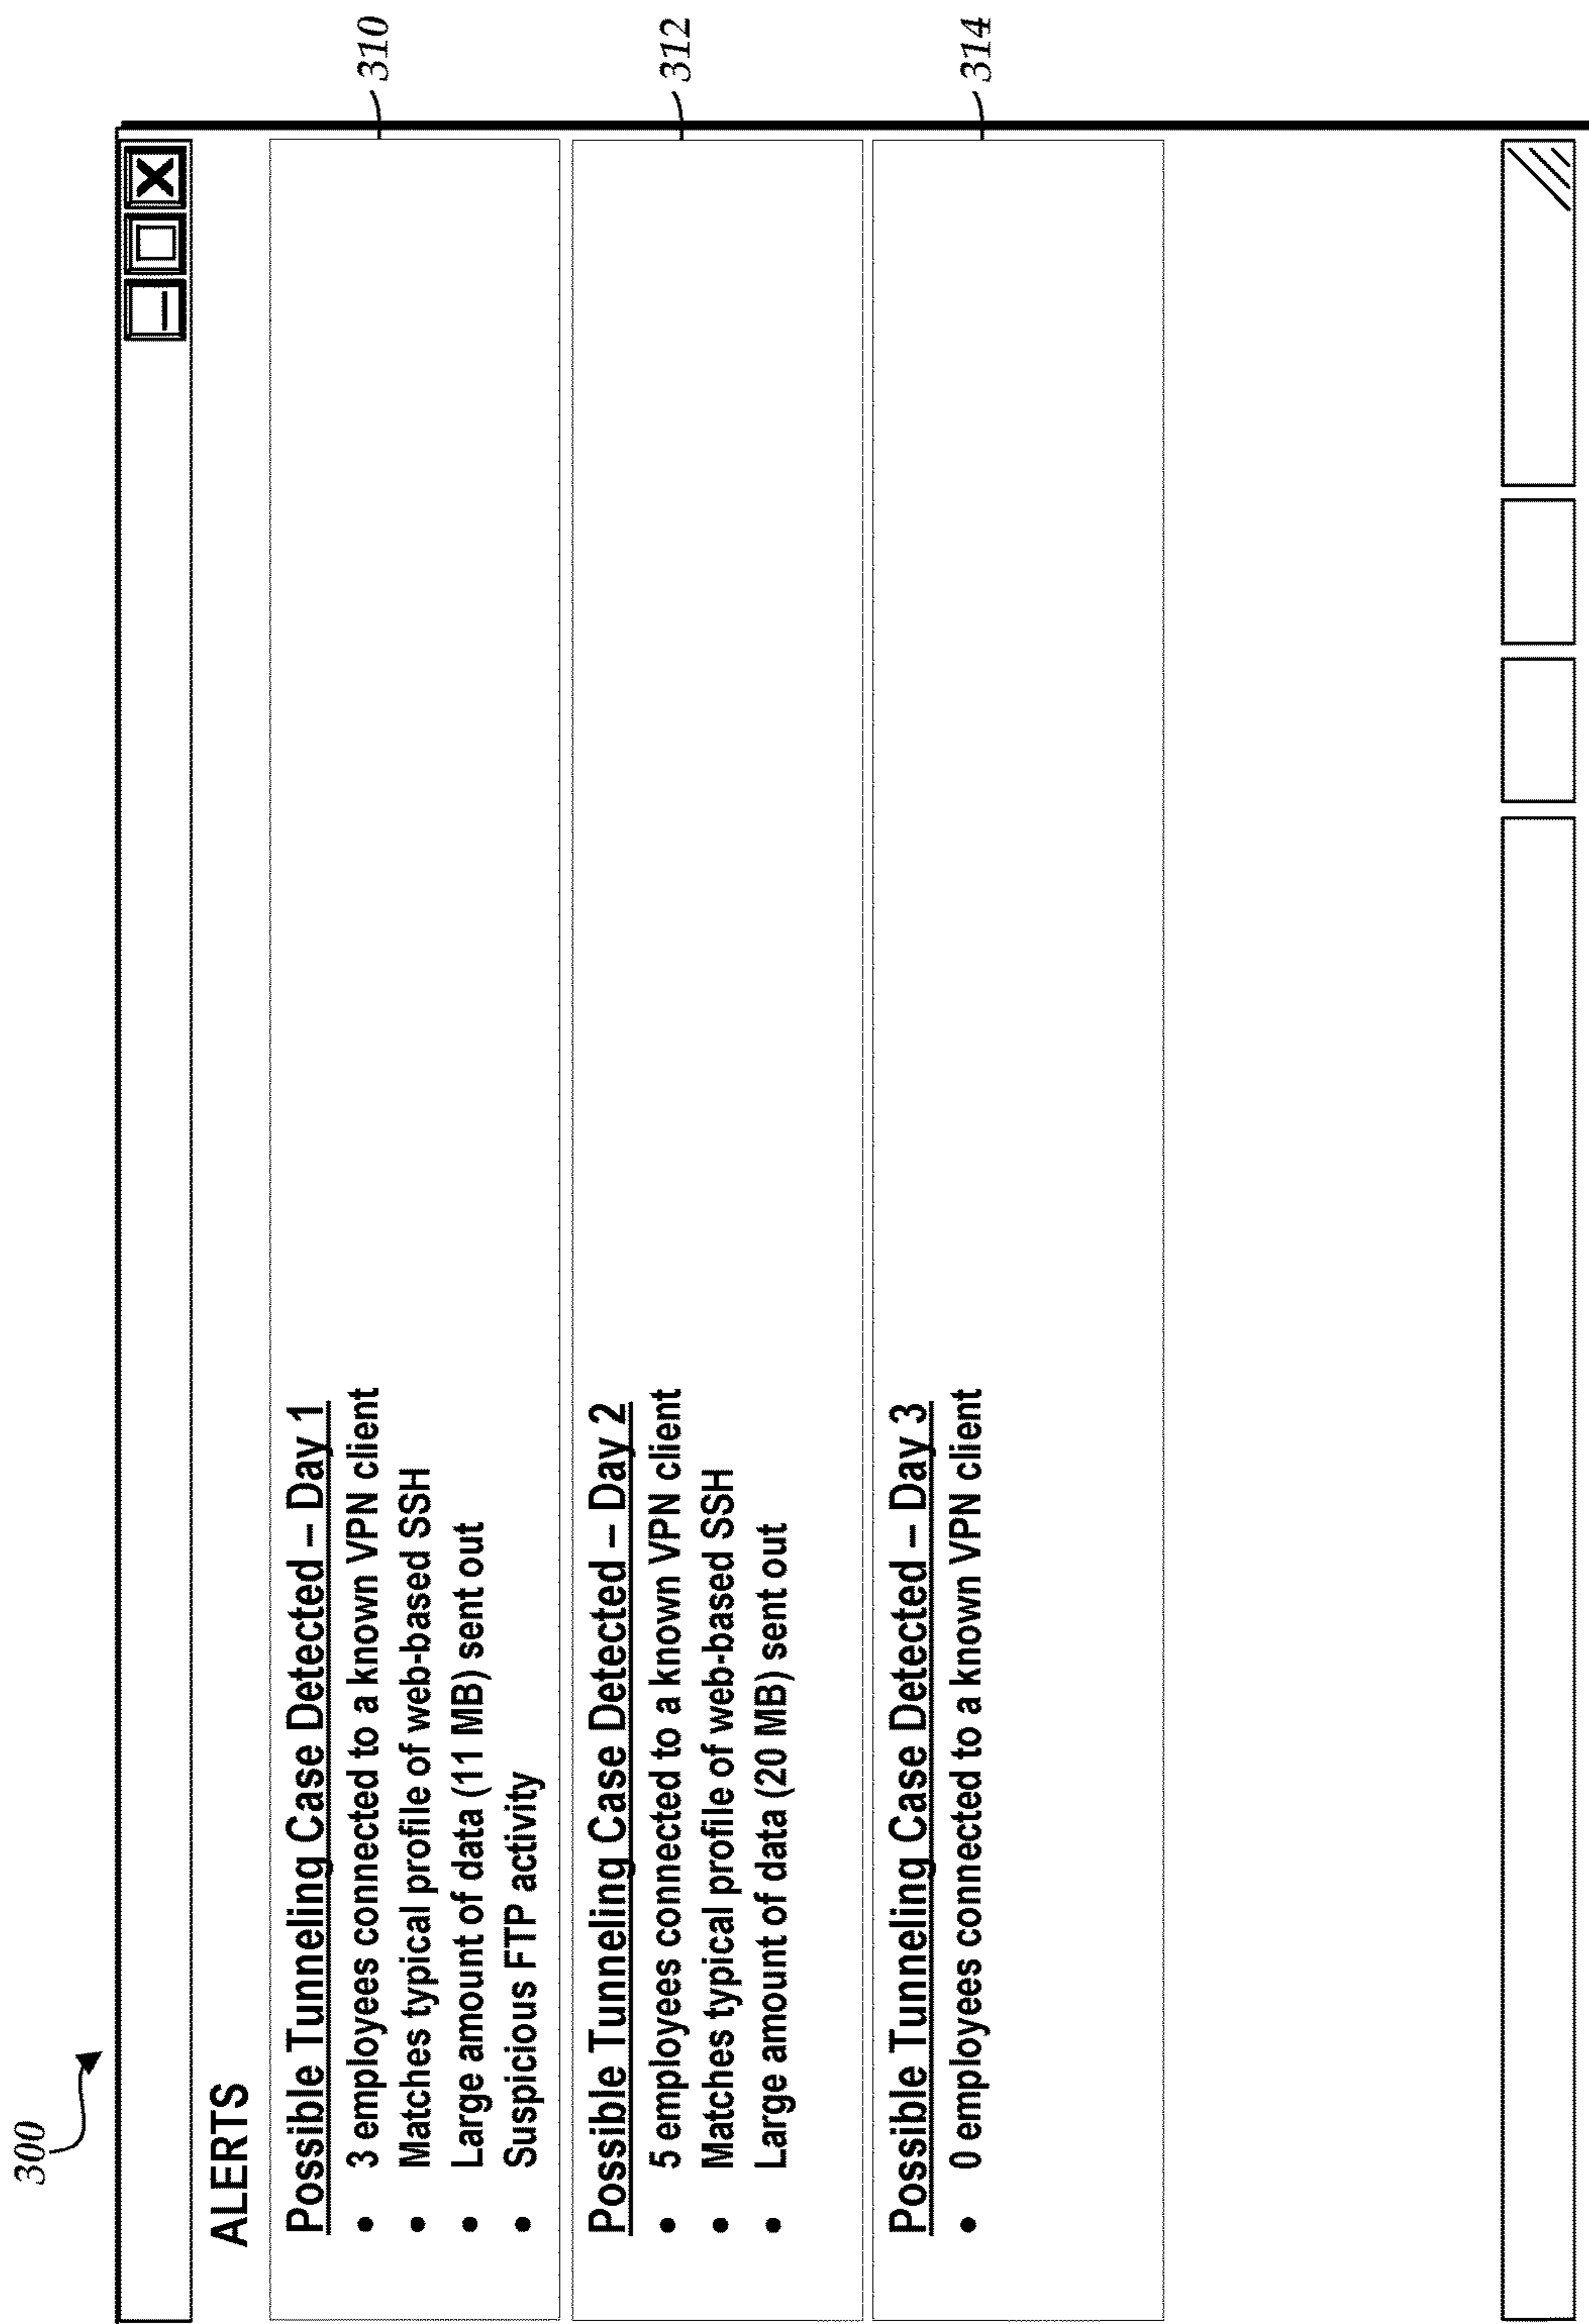 300
ALERTS
Possible Tunneling Case Detected – Day 1
• 3 employees connected to a known VPN client
• Matches typical profile of web-based SSH
• Large amount of data (11 MB) sent out
• Suspicious FTP activity
310
Possible Tunneling Case Detected – Day 2
• 5 employees connected to a known VPN client
• Matches typical profile of web-based SSH
• Large amount of data (20 MB) sent out
312
Possible Tunneling Case Detected – Day 3
• 0 employees connected to a known VPN client
314